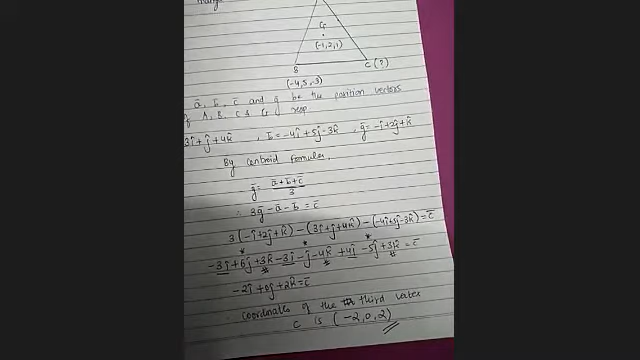 G
(-1,2,1)
B
C (?)
(-4,5,-3)
a̅, b̅, c̅ and g̅ be the position vectors
of A, B, C & G resp
3î+ĵ+4k̂ , b̅ = -4î+5ĵ-3k̂ , g̅ = -î+2ĵ+k̂
By centroid formula,
g̅ = a̅+b̅+c̅ / 3
∴ 3g̅ - a̅ - b̅ = c̅
3(-î+2ĵ+k̂) - (3î+ĵ+4k̂) - (-4î+5ĵ-3k̂) = c̅
-3î+6ĵ+3k̂-3î-ĵ-4k̂+4î-5ĵ+3k̂ = c̅
-2î+0ĵ+2k̂ = c̅
coordinates of the third vertex
C is (-2,0,2)